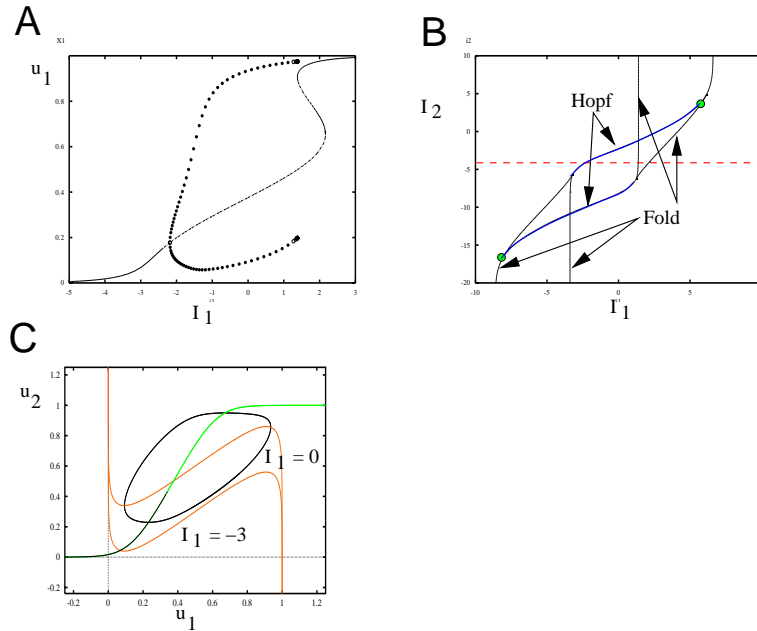 A
X1
u1
1
0.8
0.6
0.4
0.2
0
-5 -4 -3 -2 -1 0 1 2 3
I1
B
i2
I2
10
5
0
-5
-10
-15
-20
-10 -5 0 5
I1
Hopf
Fold
C
u2
1.2
1
0.8
0.6
0.4
0.2
0
-0.2
-0.2 0 0.2 0.4 0.6 0.8 1 1.2
u1
I1 = 0
I1 = −3